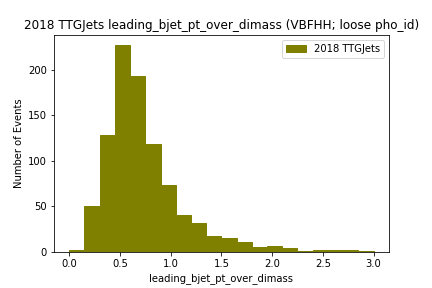 2018 TTGJets leading_bjet_pt_over_dimass (VBFHH; loose pho_id)
2018 TTGJets
Number of Events
200
150
100
50
0
0.0 0.5 1.0 1.5 2.0 2.5 3.0
leading_bjet_pt_over_dimass